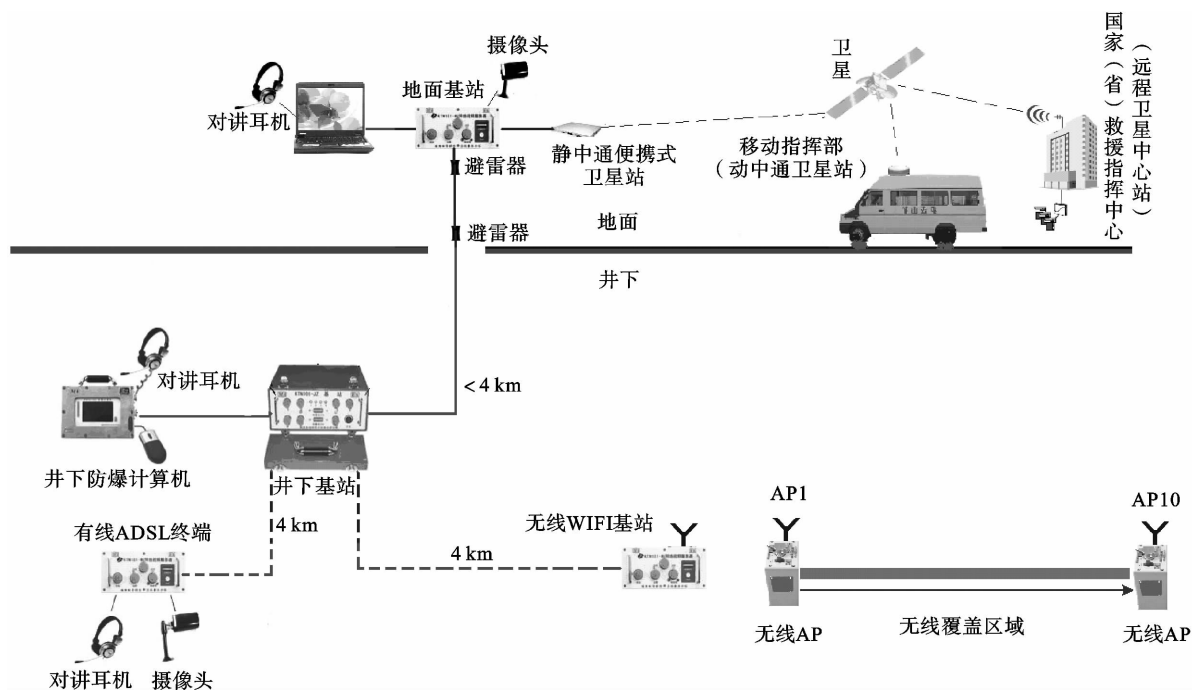 摄像头
地面基站
对讲耳机
避雷器
静中通便携式
卫星站
卫星
移动指挥部
（动中通卫星站）
国家（省）救援指挥中心
（远程卫星中心站）
避雷器
地面
井下
对讲耳机
<4 km
井下防爆计算机
井下基站
4 km
有线ADSL终端
4 km
无线WIFI基站
AP1
AP10
无线AP
无线覆盖区域
无线AP
对讲耳机
摄像头